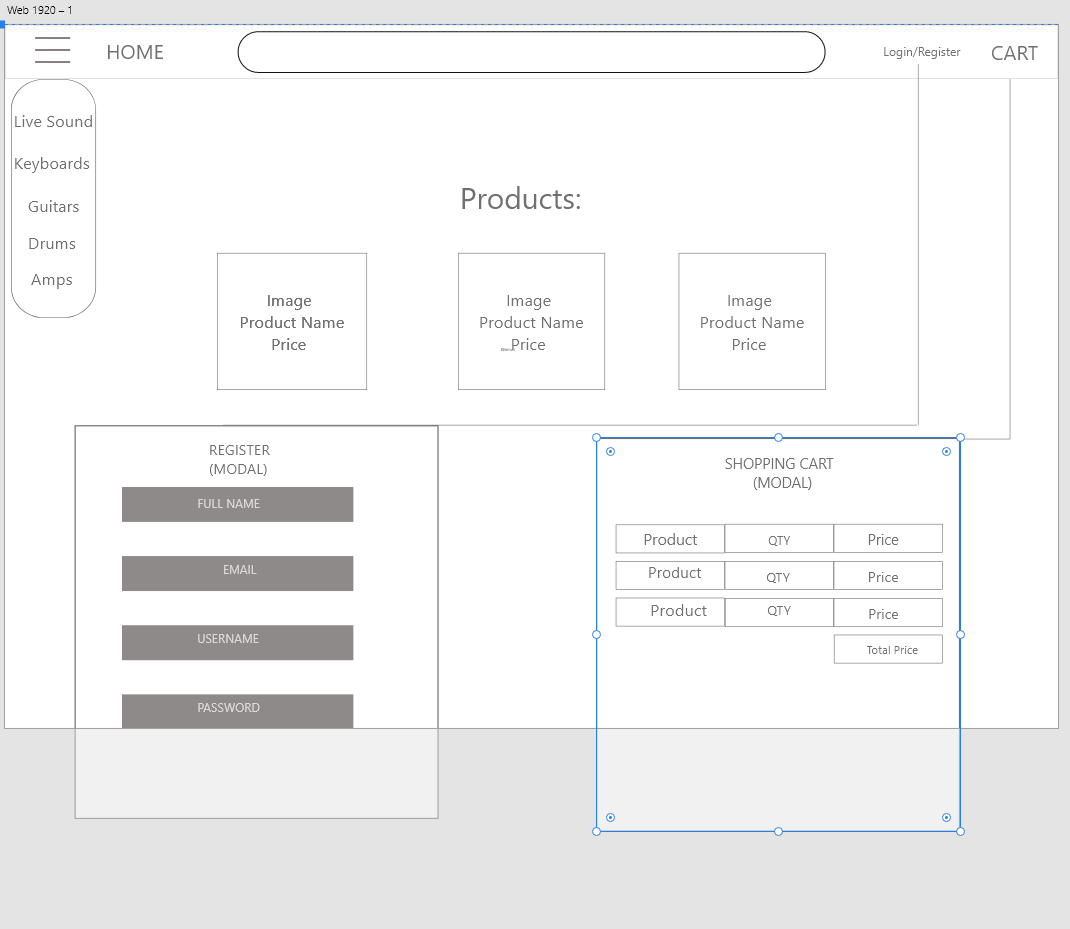 Web 1920 – 1
HOME
Login/Register
CART
Live Sound
Keyboards
Guitars
Drums
Amps
Products:
Image
Product Name
Price
Image
Product Name
Price
Image
Product Name
Price
REGISTER
(MODAL)
FULL NAME
EMAIL
USERNAME
PASSWORD
SHOPPING CART
(MODAL)
Product QTY Price
Product QTY Price
Product QTY Price
Total Price